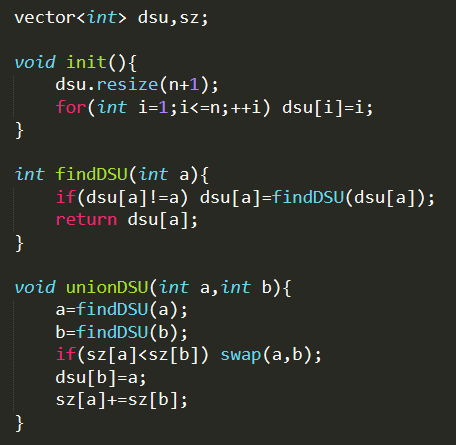 vector<int> dsu,sz;
void init(){
    dsu.resize(n+1);
    for(int i=1;i<=n;++i) dsu[i]=i;
}
int findDSU(int a){
    if(dsu[a]!=a) dsu[a]=findDSU(dsu[a]);
    return dsu[a];
}
void unionDSU(int a,int b){
    a=findDSU(a);
    b=findDSU(b);
    if(sz[a]<sz[b]) swap(a,b);
    dsu[b]=a;
    sz[a]+=sz[b];
}